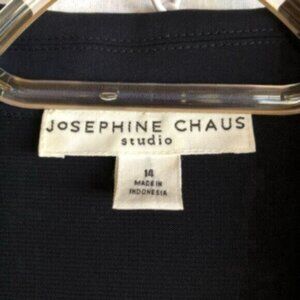 JOSEPHINE CHAUS
studio
14
MADE IN
INDONESIA